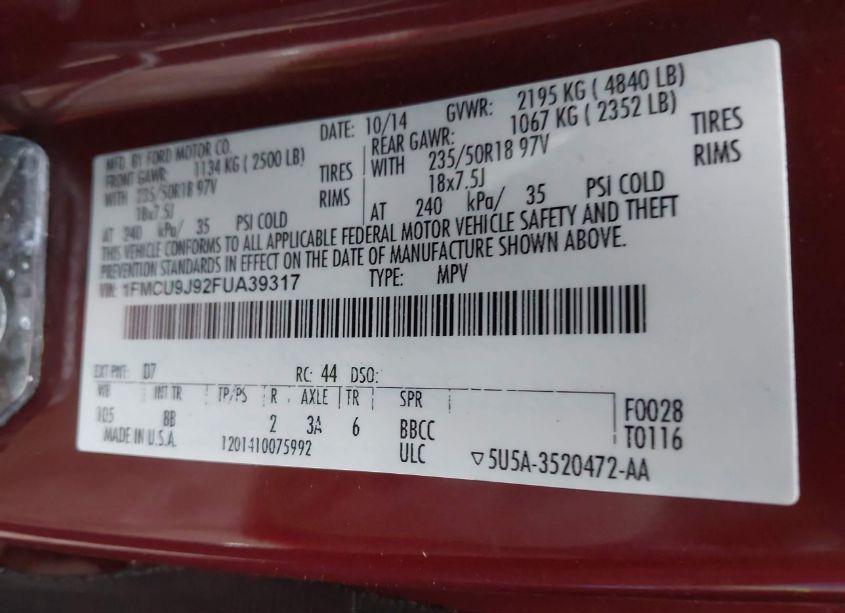 MFD. BY FORD MOTOR CO.
DATE: 10/14 GVWR: 2195 KG ( 4840 LB)
FRONT GAWR: 1134 KG ( 2500 LB) REAR GAWR: 1067 KG ( 2352 LB)
WITH 235/50R18 97V TIRES WITH 235/50R18 97V TIRES
18x7.5J RIMS 18x7.5J RIMS
AT 240 kPa/ 35 PSI COLD AT 240 kPa/ 35 PSI COLD
THIS VEHICLE CONFORMS TO ALL APPLICABLE FEDERAL MOTOR VEHICLE SAFETY AND THEFT
PREVENTION STANDARDS IN EFFECT ON THE DATE OF MANUFACTURE SHOWN ABOVE.
VIN: 1FMCU9J92FUA39317 TYPE: MPV
EXT PNT: D7 RC: 44 DSO:
WB INT TR TP/PS R AXLE TR SPR
105 BB 2 3A 6 BBCC
F0028
T0116
MADE IN U.S.A. 1201410075992 ULC ▽5U5A-3520472-AA